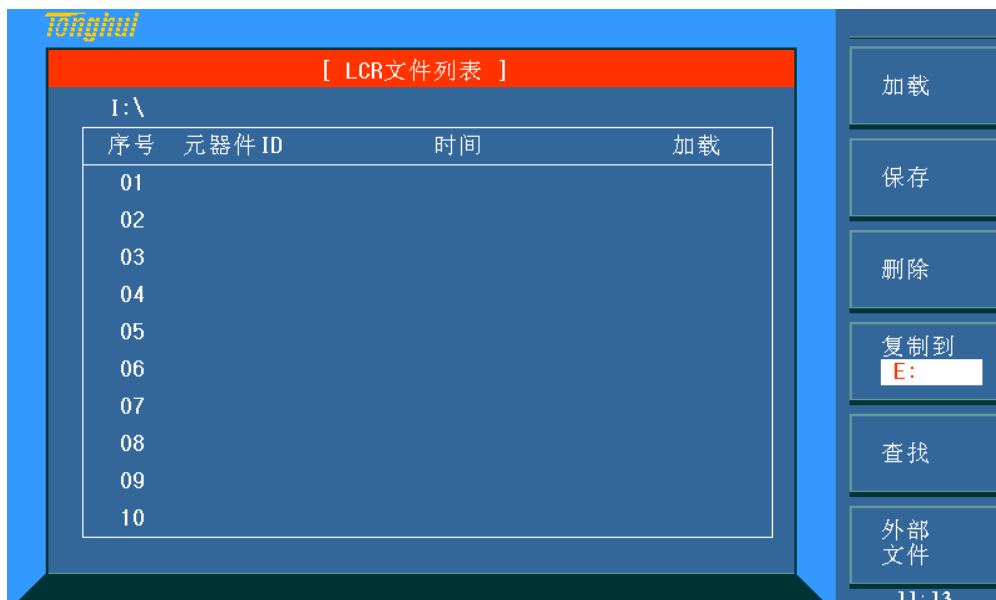 Tonghui
[ LCR文件列表 ]
I:\
序号 元器件ID 时间 加载
01
02
03
04
05
06
07
08
09
10
加载
保存
删除
复制到
E:
查找
外部
文件
11:13